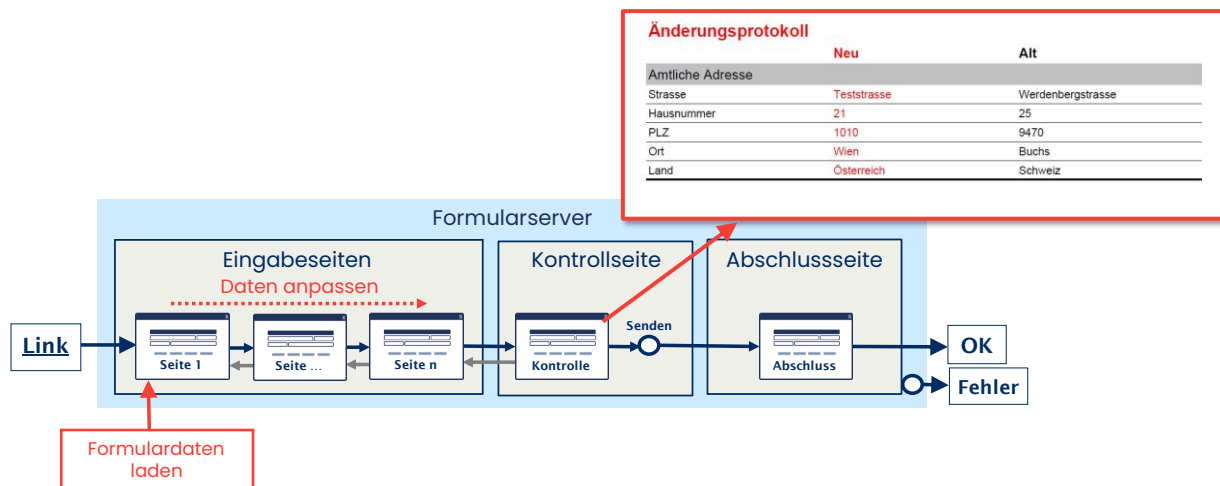 Änderungsprotokoll
Neu Alt
Amtliche Adresse
Strasse Teststrasse Werdenbergstrasse
Hausnummer 21 25
PLZ 1010 9470
Ort Wien Buchs
Land Österreich Schweiz
Formularserver
Eingabeseiten Kontrollseite Abschlussseite
Daten anpassen
Senden
Link
Seite 1 Seite ... Seite n Kontrolle Abschluss
OK
Fehler
Formulardaten
laden